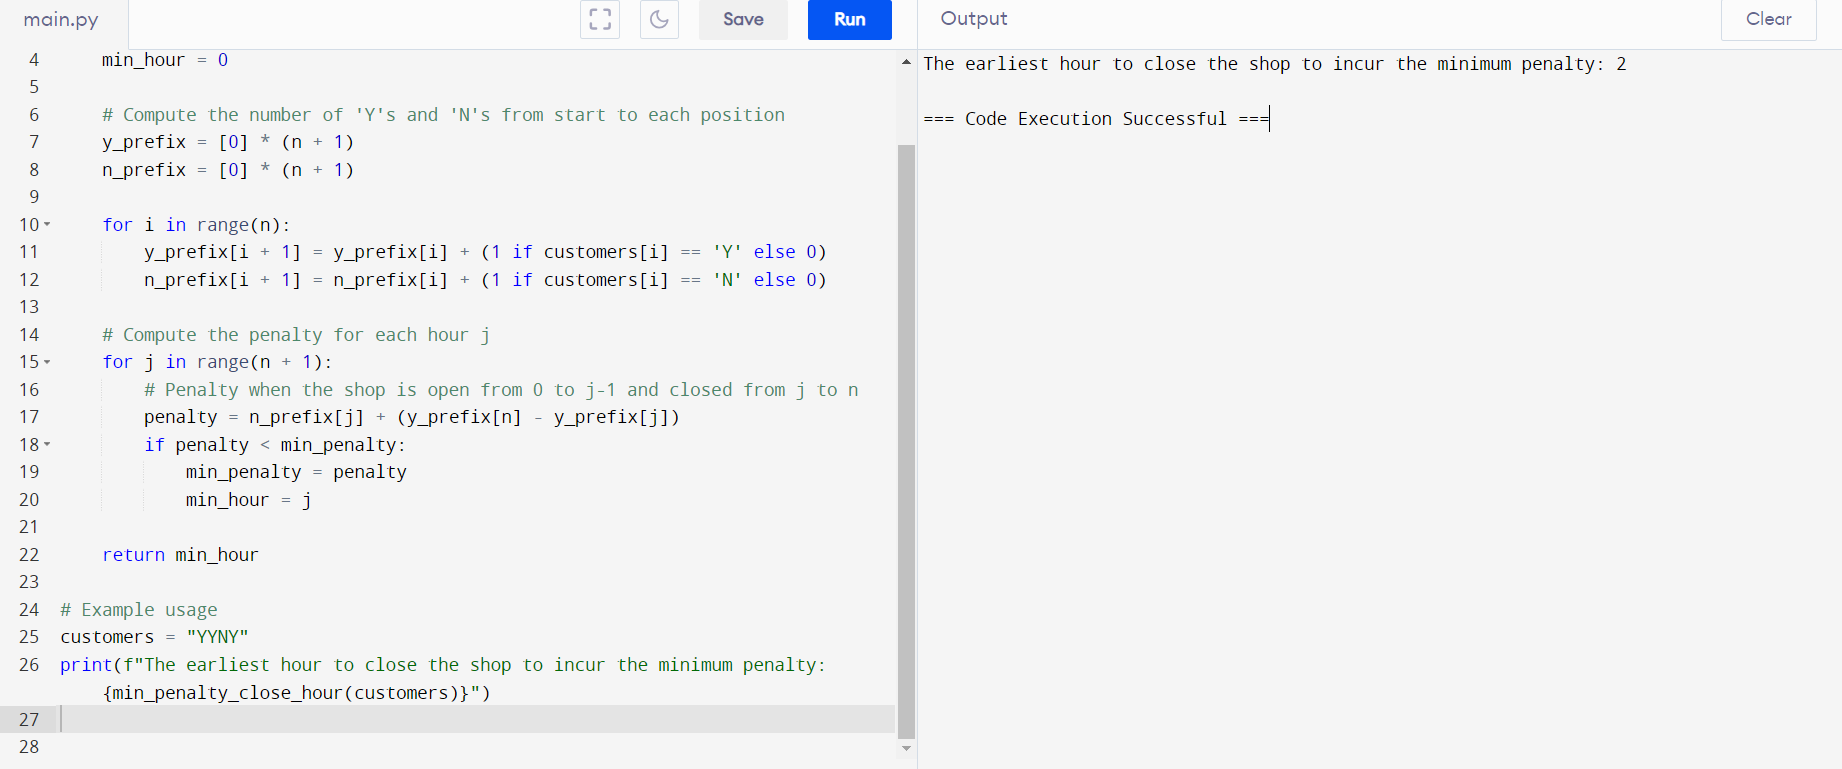 main.py
Save
Run
Output
Clear
4 min_hour = 0
5
6 # Compute the number of 'Y's and 'N's from start to each position
7 y_prefix = [0] * (n + 1)
8 n_prefix = [0] * (n + 1)
9
10 for i in range(n):
11 y_prefix[i + 1] = y_prefix[i] + (1 if customers[i] == 'Y' else 0)
12 n_prefix[i + 1] = n_prefix[i] + (1 if customers[i] == 'N' else 0)
13
14 # Compute the penalty for each hour j
15 for j in range(n + 1):
16 # Penalty when the shop is open from 0 to j-1 and closed from j to n
17 penalty = n_prefix[j] + (y_prefix[n] - y_prefix[j])
18 if penalty < min_penalty:
19 min_penalty = penalty
20 min_hour = j
21
22 return min_hour
23
24 # Example usage
25 customers = "YYNY"
26 print(f"The earliest hour to close the shop to incur the minimum penalty:
{min_penalty_close_hour(customers)}")
27
28
The earliest hour to close the shop to incur the minimum penalty: 2
=== Code Execution Successful ===